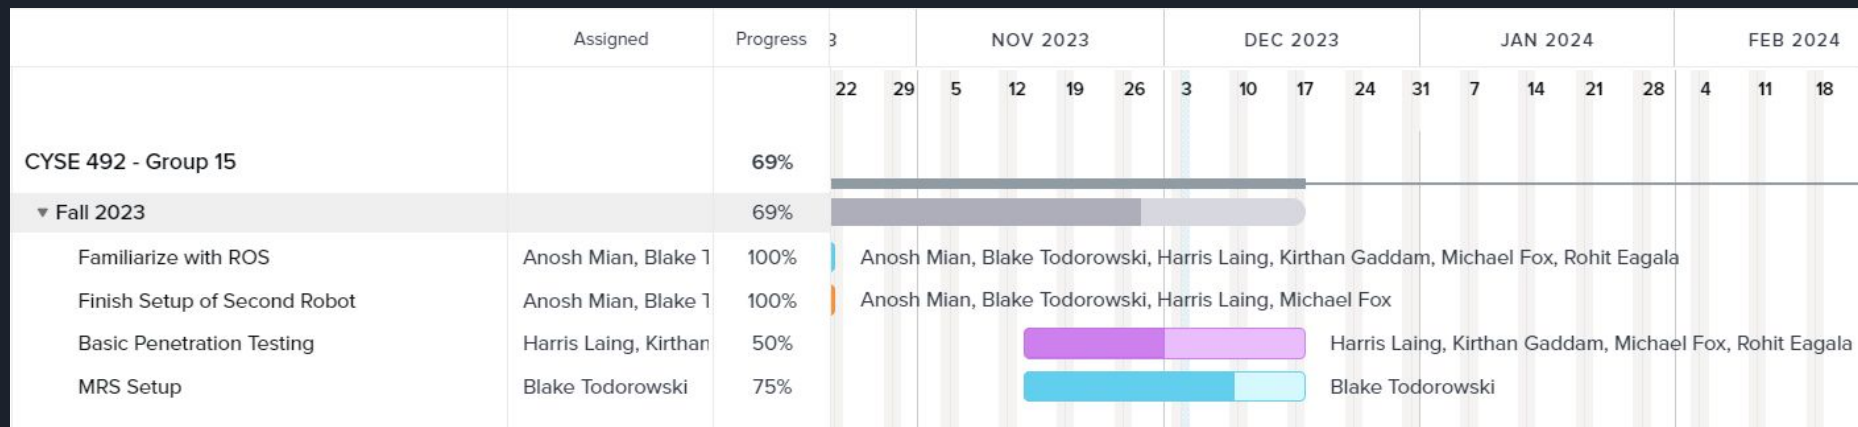 Assigned Progress 3 NOV 2023 DEC 2023 JAN 2024 FEB 2024
22 29 5 12 19 26 3 10 17 24 31 7 14 21 28 4 11 18
CYSE 492 - Group 15 69%
Fall 2023 69%
Familiarize with ROS Anosh Mian, Blake T 100% Anosh Mian, Blake Todorowski, Harris Laing, Kirthan Gaddam, Michael Fox, Rohit Eagala
Finish Setup of Second Robot Anosh Mian, Blake T 100% Anosh Mian, Blake Todorowski, Harris Laing, Michael Fox
Basic Penetration Testing Harris Laing, Kirthan 50% Harris Laing, Kirthan Gaddam, Michael Fox, Rohit Eagala
MRS Setup Blake Todorowski 75% Blake Todorowski